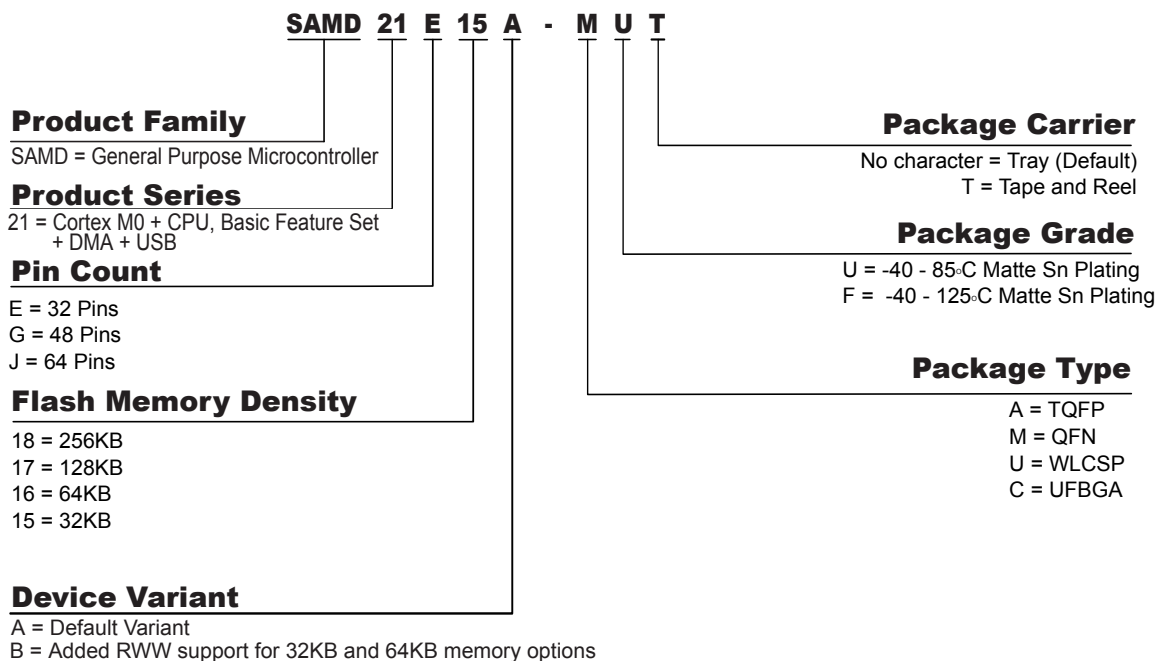 SAMD 21 E 15 A - M U T
Product Family
SAMD = General Purpose Microcontroller
Product Series
21 = Cortex M0 + CPU, Basic Feature Set
+ DMA + USB
Pin Count
E = 32 Pins
G = 48 Pins
J = 64 Pins
Flash Memory Density
18 = 256KB
17 = 128KB
16 = 64KB
15 = 32KB
Device Variant
A = Default Variant
B = Added RWW support for 32KB and 64KB memory options
Package Carrier
No character = Tray (Default)
T = Tape and Reel
Package Grade
U = -40 - 85°C Matte Sn Plating
F = -40 - 125°C Matte Sn Plating
Package Type
A = TQFP
M = QFN
U = WLCSP
C = UFBGA